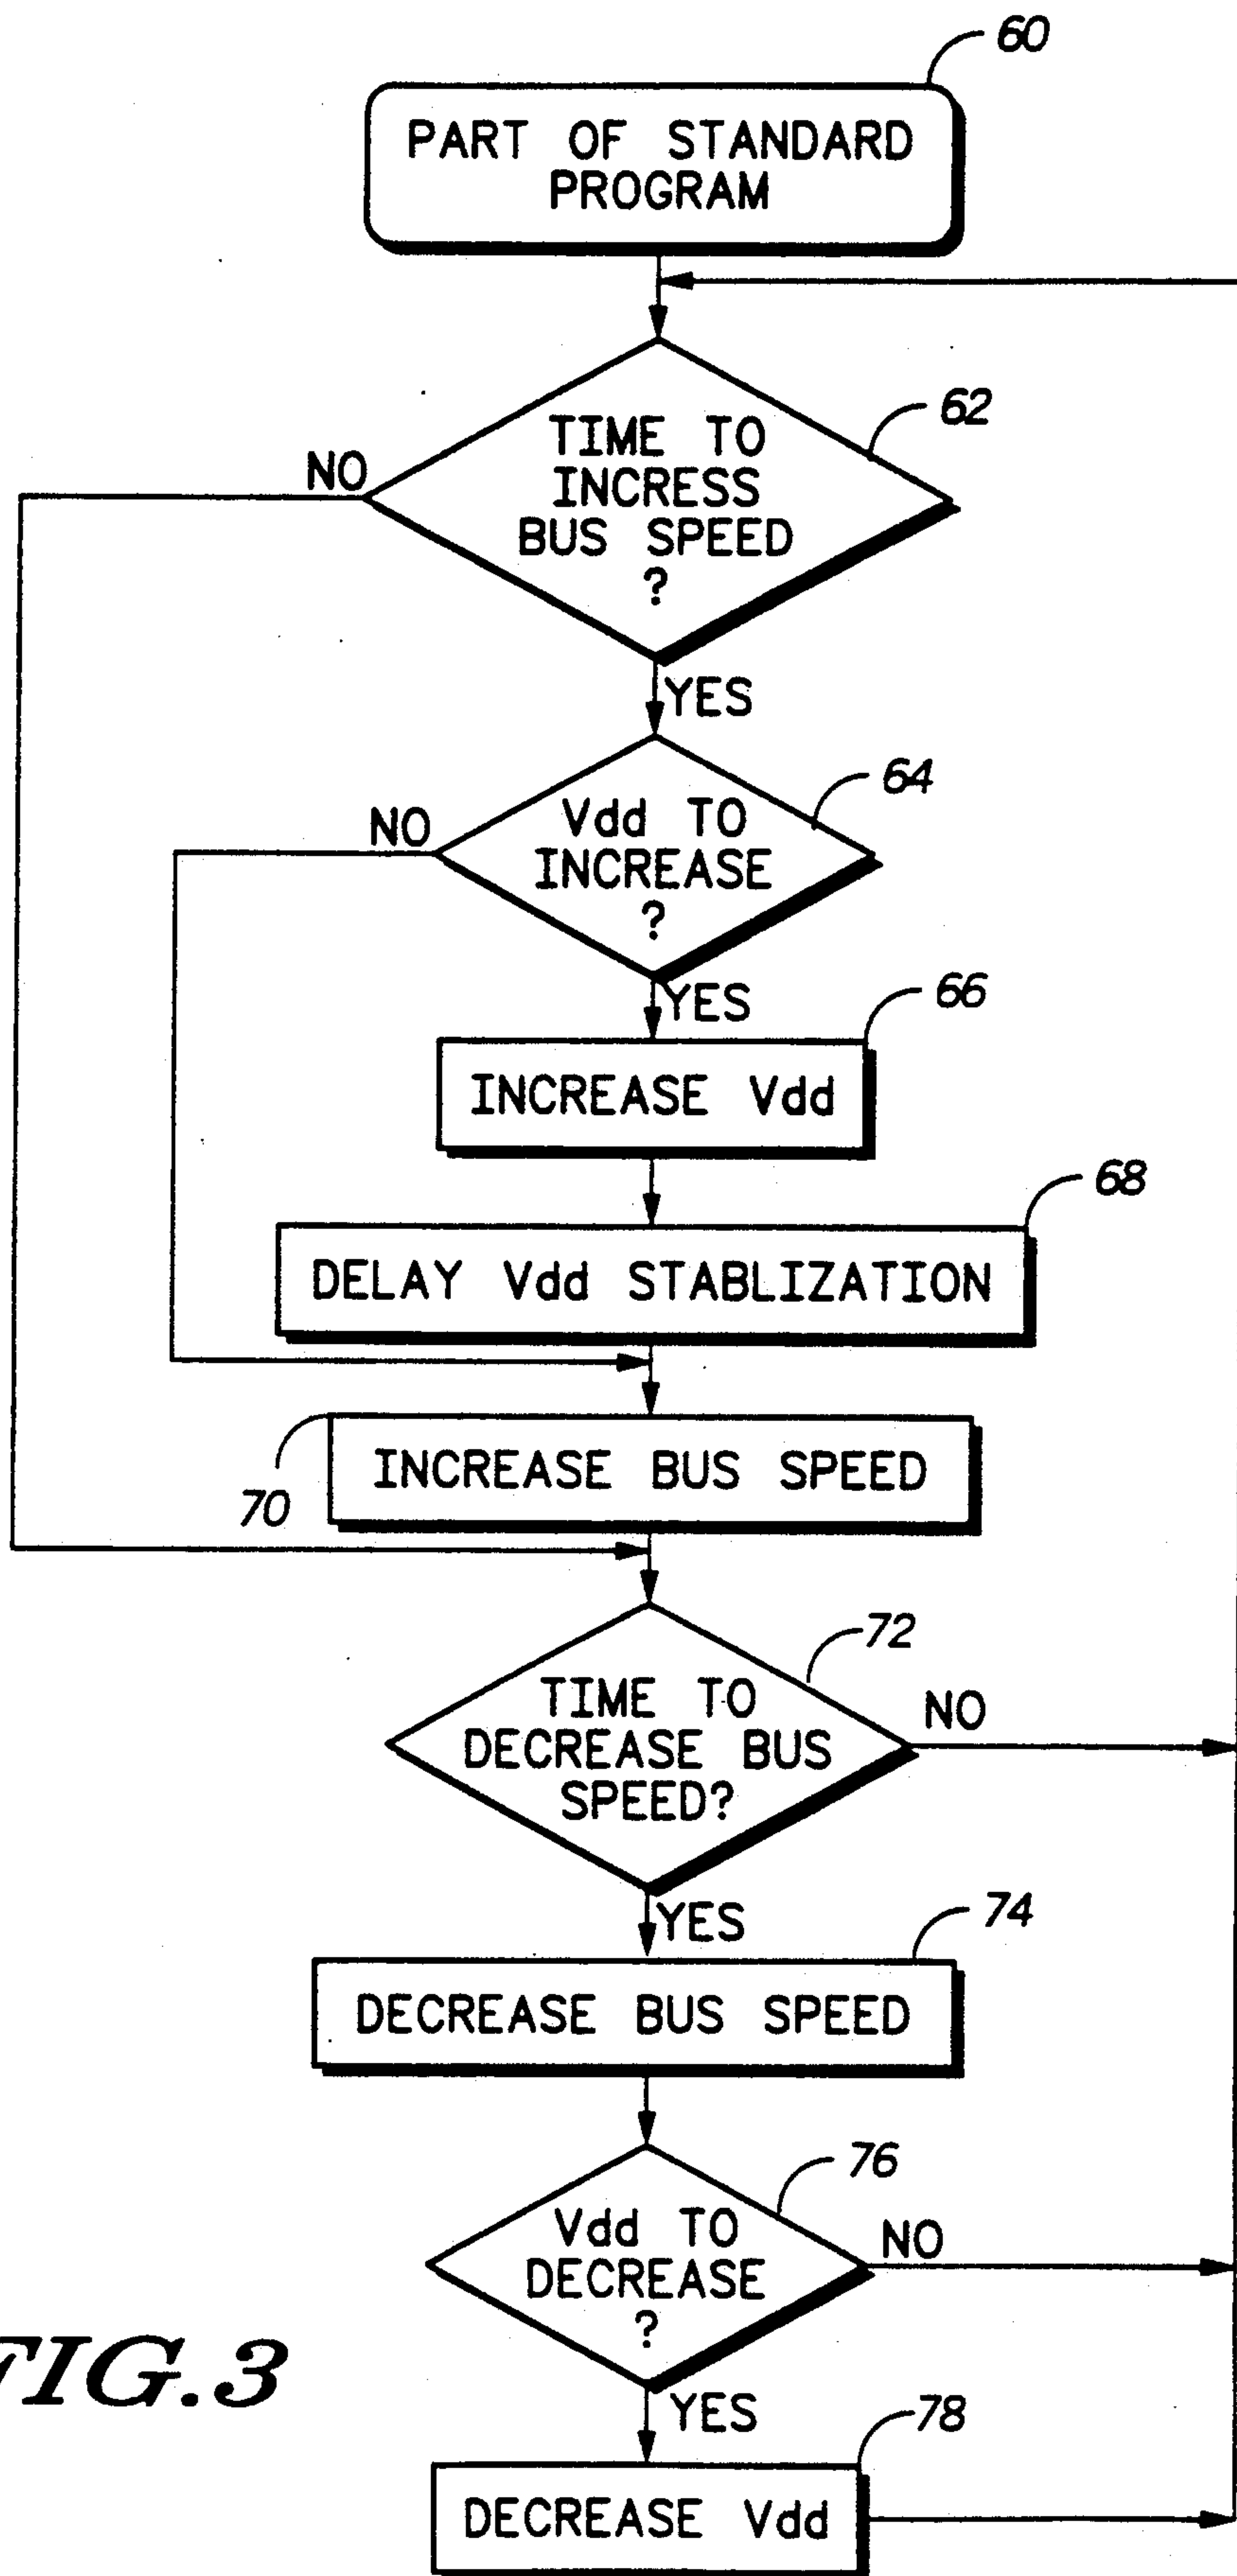 60
PART OF STANDARD
PROGRAM
62
TIME TO
INCRESS
BUS SPEED
?
NO
YES
64
Vdd TO
INCREASE
?
NO
YES
66
INCREASE Vdd
68
DELAY Vdd STABLIZATION
70
INCREASE BUS SPEED
72
TIME TO
DECREASE BUS
SPEED?
NO
YES
74
DECREASE BUS SPEED
76
Vdd TO
DECREASE
?
NO
YES
78
DECREASE Vdd
FIG.3